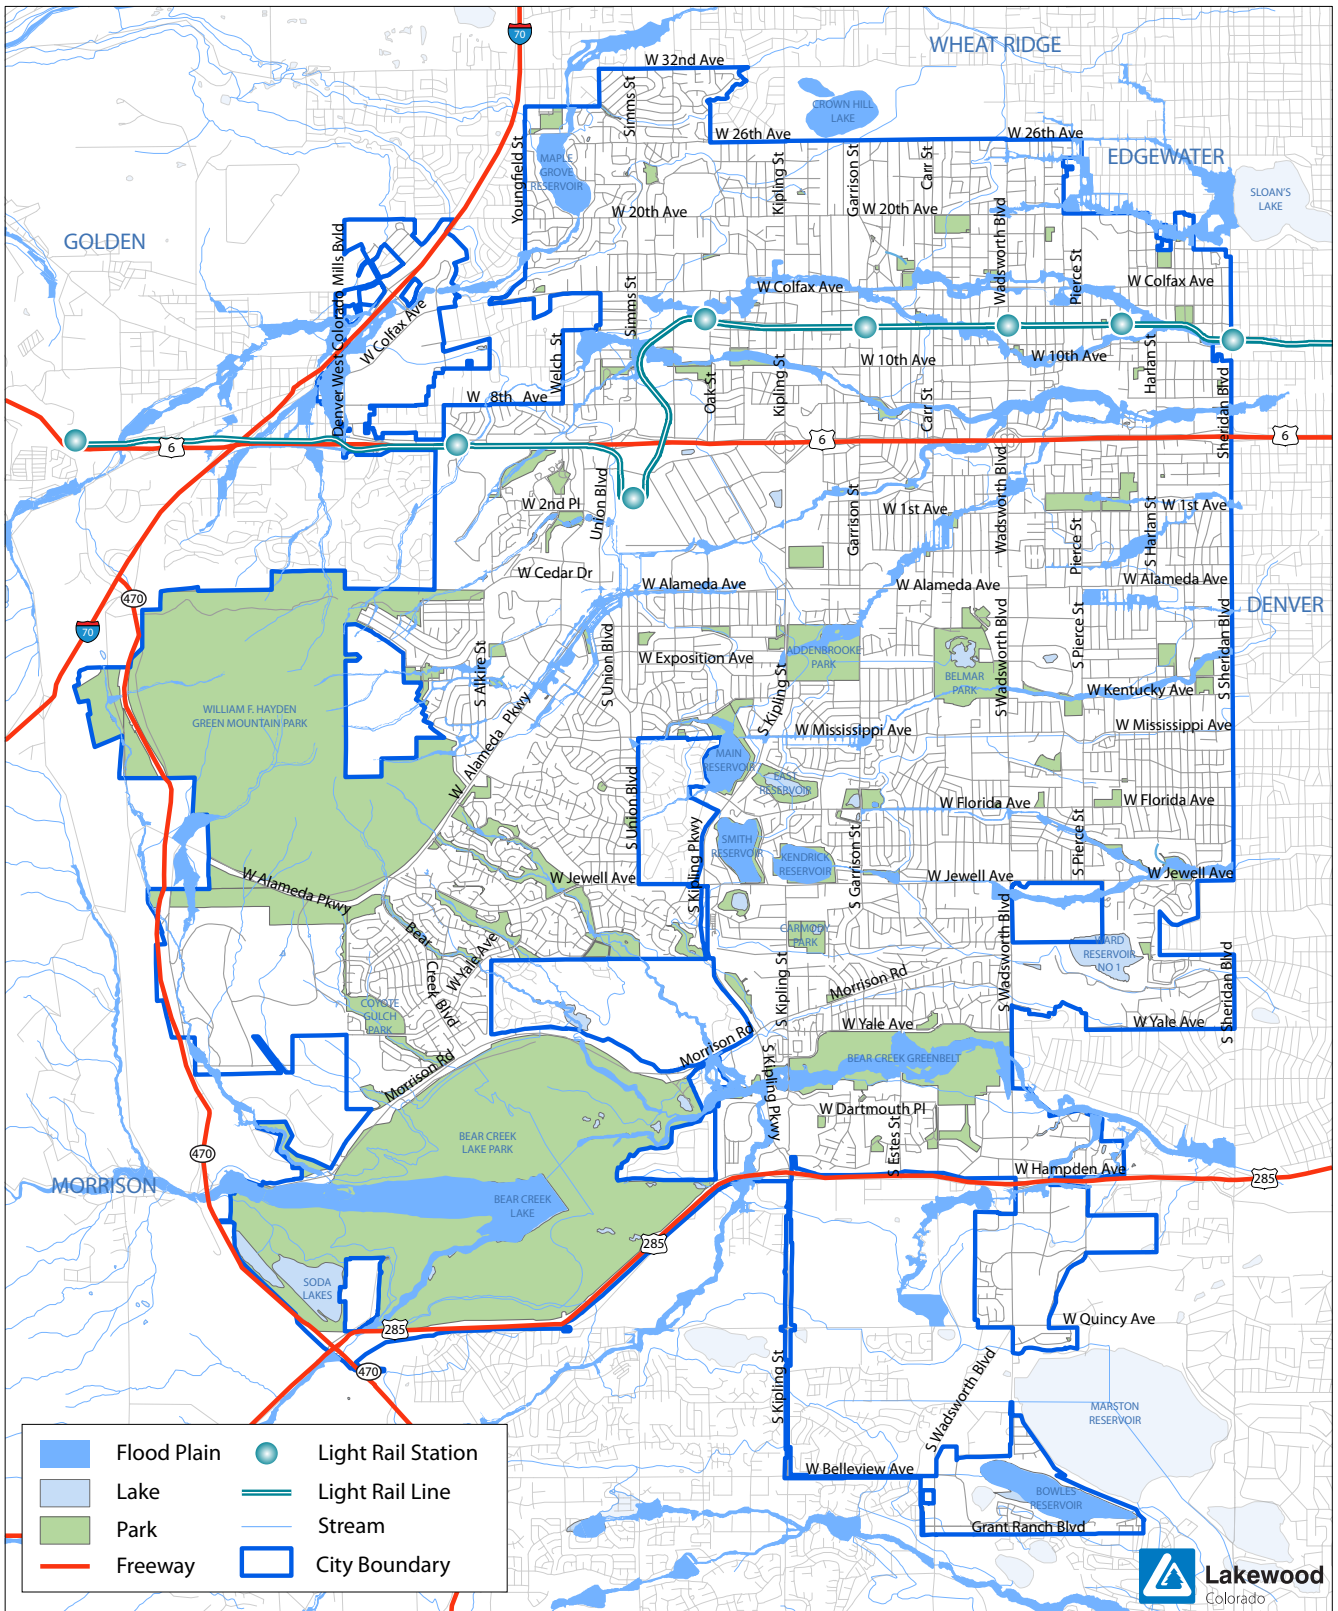 70
WHEAT RIDGE
W 32nd Ave
Simms St
CROWN HILL
LAKE
W 26th Ave
W 26th Ave
EDGEWATER
MAPLE
GROVE
RESERVOIR
Youngfield St
Kipling St
Garrison St
Carr St
SLOAN'S
LAKE
W 20th Ave
W 20th Ave
GOLDEN
Denver West Colorado Mills Bvld
Wadsworth Blvd
Pierce St
W Colfax Ave
W Colfax Ave
W Colfax Ave
Simms St
Welch St
W 10th Ave
W 10th Ave
Harlan St
Oak St
Kipling St
Carr St
Sheridan Blvd
W 8th Ave
6
6
6
Union Blvd
W 2nd Pl
Garrison St
W 1st Ave
Wadsworth Blvd
Pierce St
S Harlan St
W 1st Ave
W Cedar Dr
W Alameda Ave
W Alameda Ave
W Alameda Ave
470
70
DENVER
S Alkire St
S Union Blvd
W Exposition Ave
ADDENBROOKE
PARK
S Kipling St
BELMAR
PARK
S Wadsworth Blvd
S Pierce St
S Sheridan Blvd
W Kentucky Ave
WILLIAM F. HAYDEN
GREEN MOUNTAIN PARK
W Alameda Pkwy
W Mississippi Ave
W Mississippi Ave
MAIN
RESERVOIR
EAST
RESERVOIR
S Union Blvd
S Kipling Pkwy
SMITH
RESERVOIR
KENDRICK
RESERVOIR
S Garrison St
W Florida Ave
W Florida Ave
S Pierce St
W Alameda Pkwy
W Jewell Ave
W Jewell Ave
W Jewell Ave
Bear
Creek Blvd
W Yale Ave
CARMODY
PARK
WARD
RESERVOIR
NO 1
S Wadsworth Blvd
S Sheridan Blvd
Morrison Rd
S Kipling St
COYOTE
GULCH
PARK
W Yale Ave
W Yale Ave
Morrison Rd
Morrison Rd
S Kipling Pkwy
BEAR CREEK GREENBELT
W Dartmouth Pl
S Estes St
470
BEAR CREEK
LAKE PARK
W Hampden Ave
285
MORRISON
BEAR CREEK
LAKE
285
SODA
LAKES
285
W Quincy Ave
470
S Kipling St
S Wadsworth Blvd
MARSTON
RESERVOIR
W Belleview Ave
BOWLES
RESERVOIR
Grant Ranch Blvd
Flood Plain
Light Rail Station
Lake
Light Rail Line
Park
Stream
Freeway
City Boundary
Lakewood
Colorado